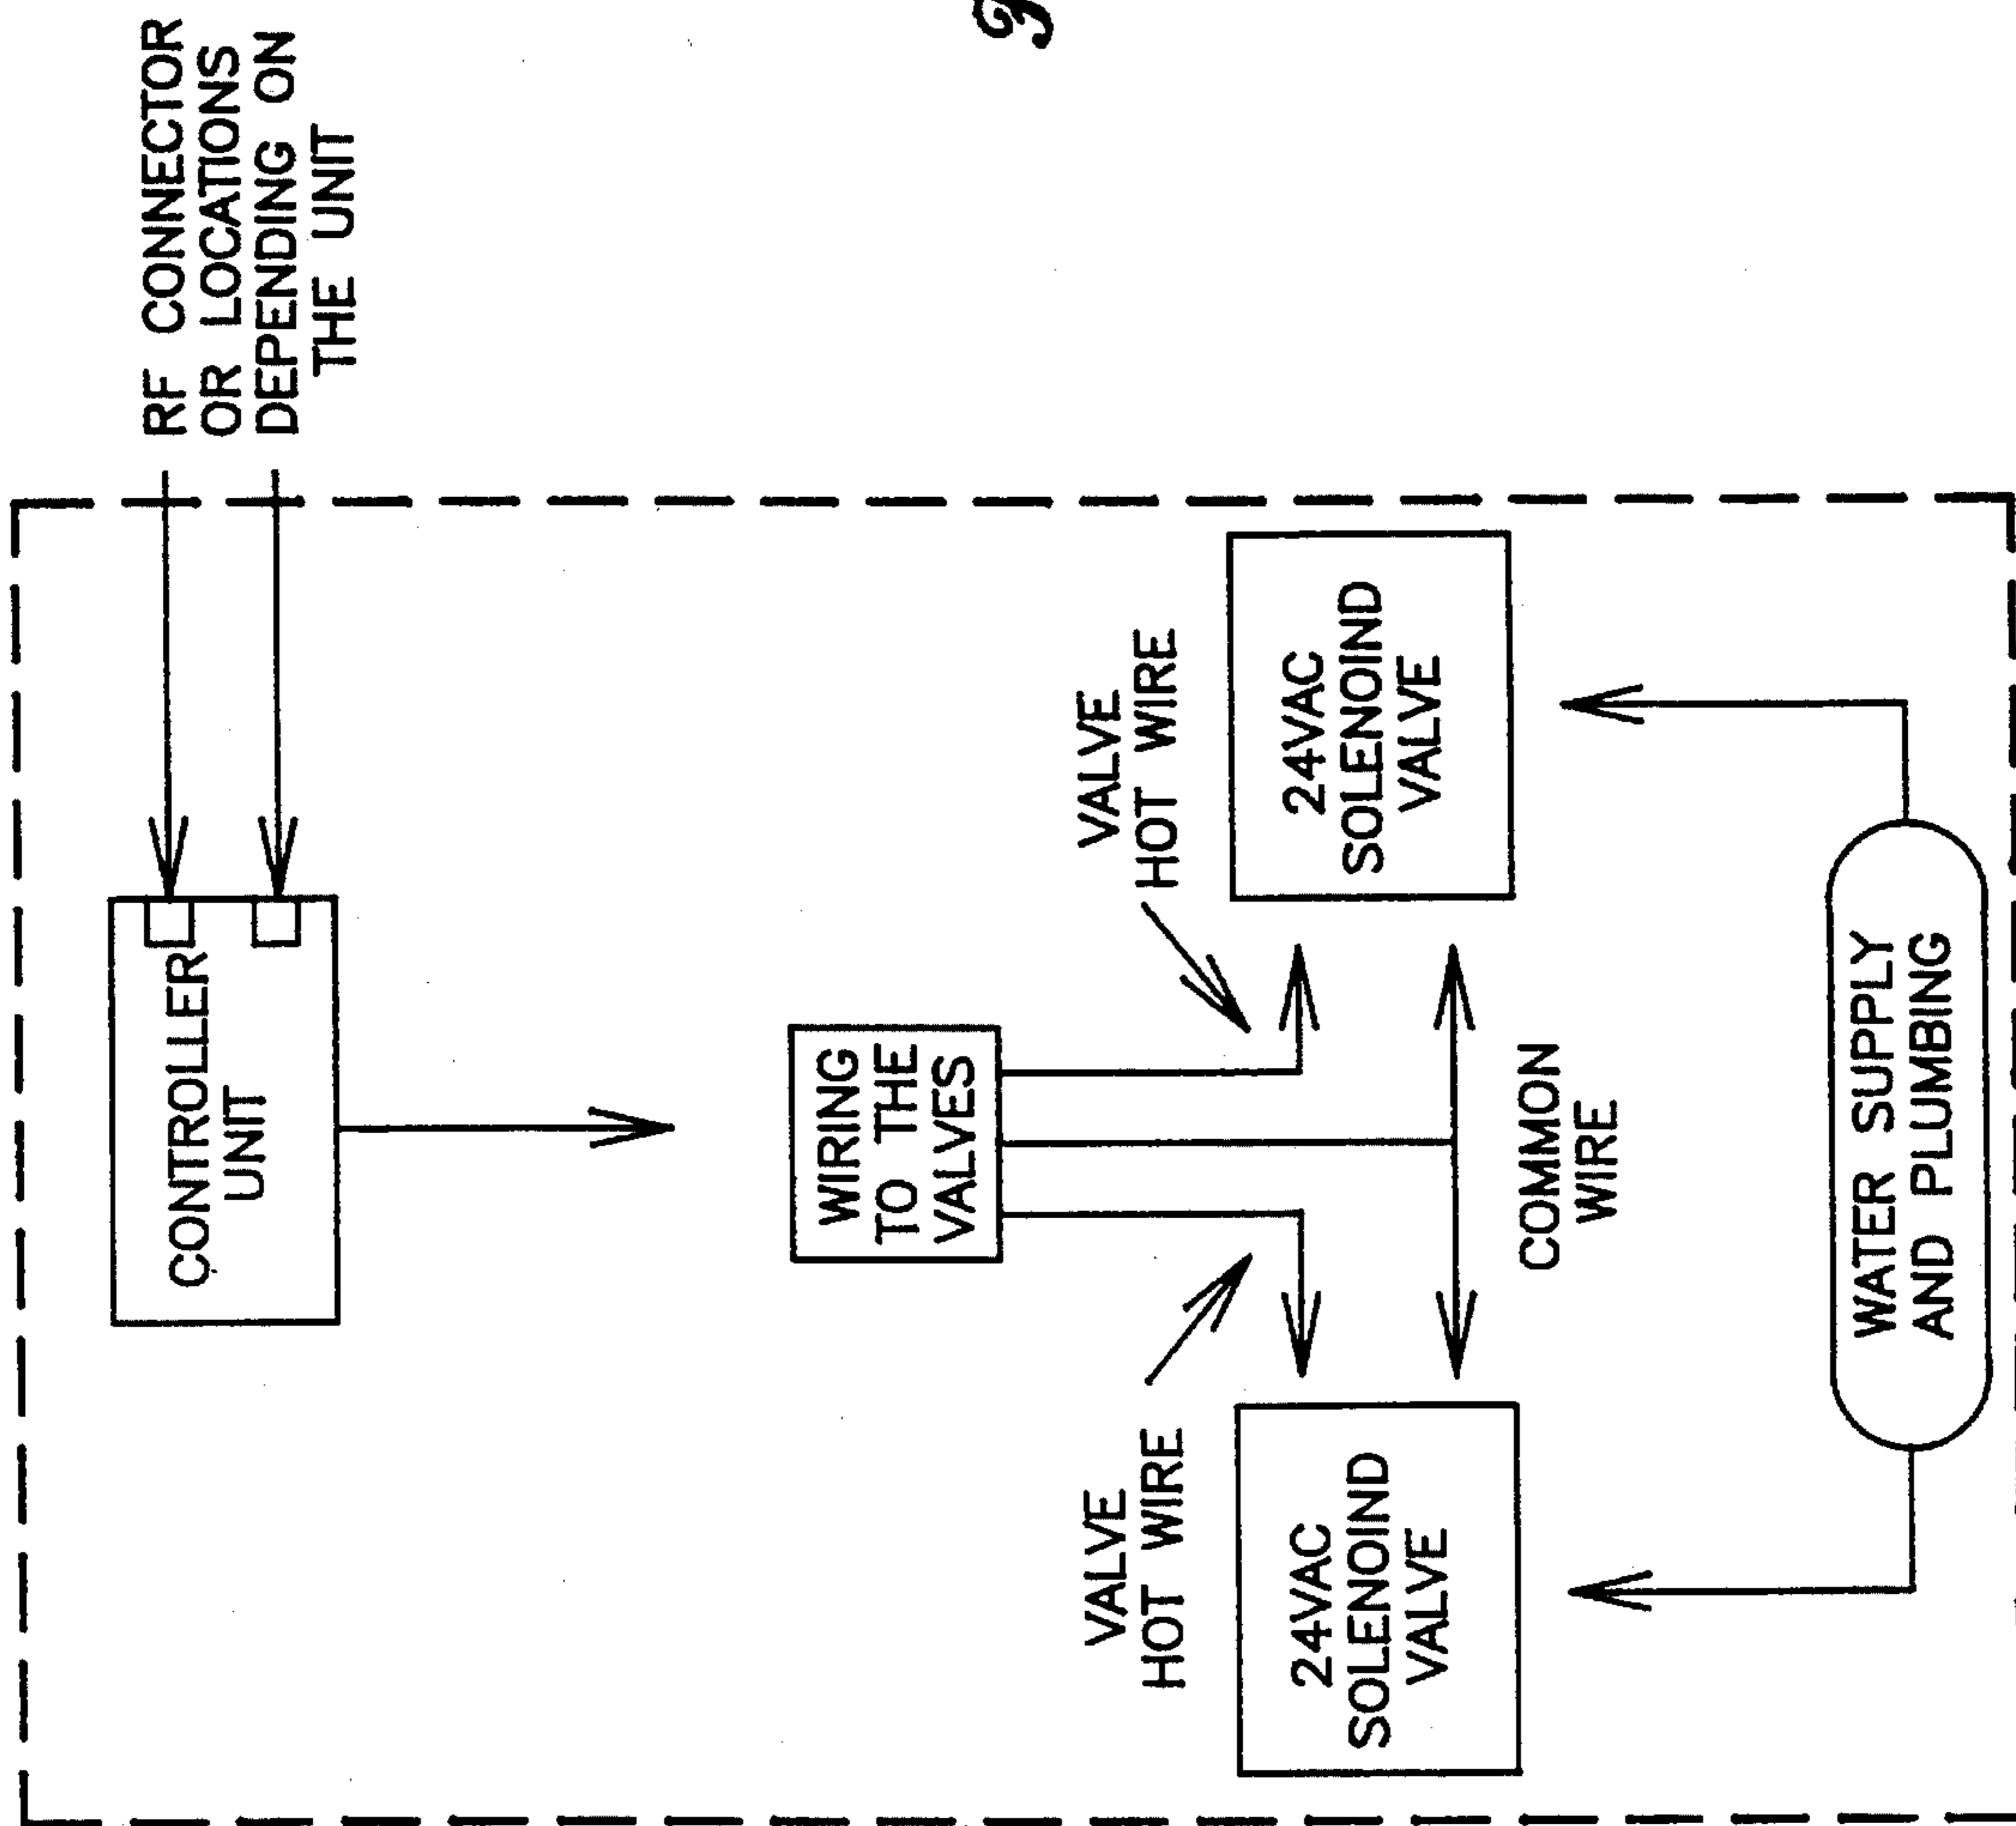 RF CONNECTOR
OR LOCATIONS
DEPENDING ON
THE UNIT
CONTROLLER
UNIT
WIRING
TO THE
VALVES
VALVE
HOT WIRE
VALVE
HOT WIRE
24VAC
SOLENOIND
VALVE
24VAC
SOLENOIND
VALVE
COMMON
WIRE
WATER SUPPLY
AND PLUMBING